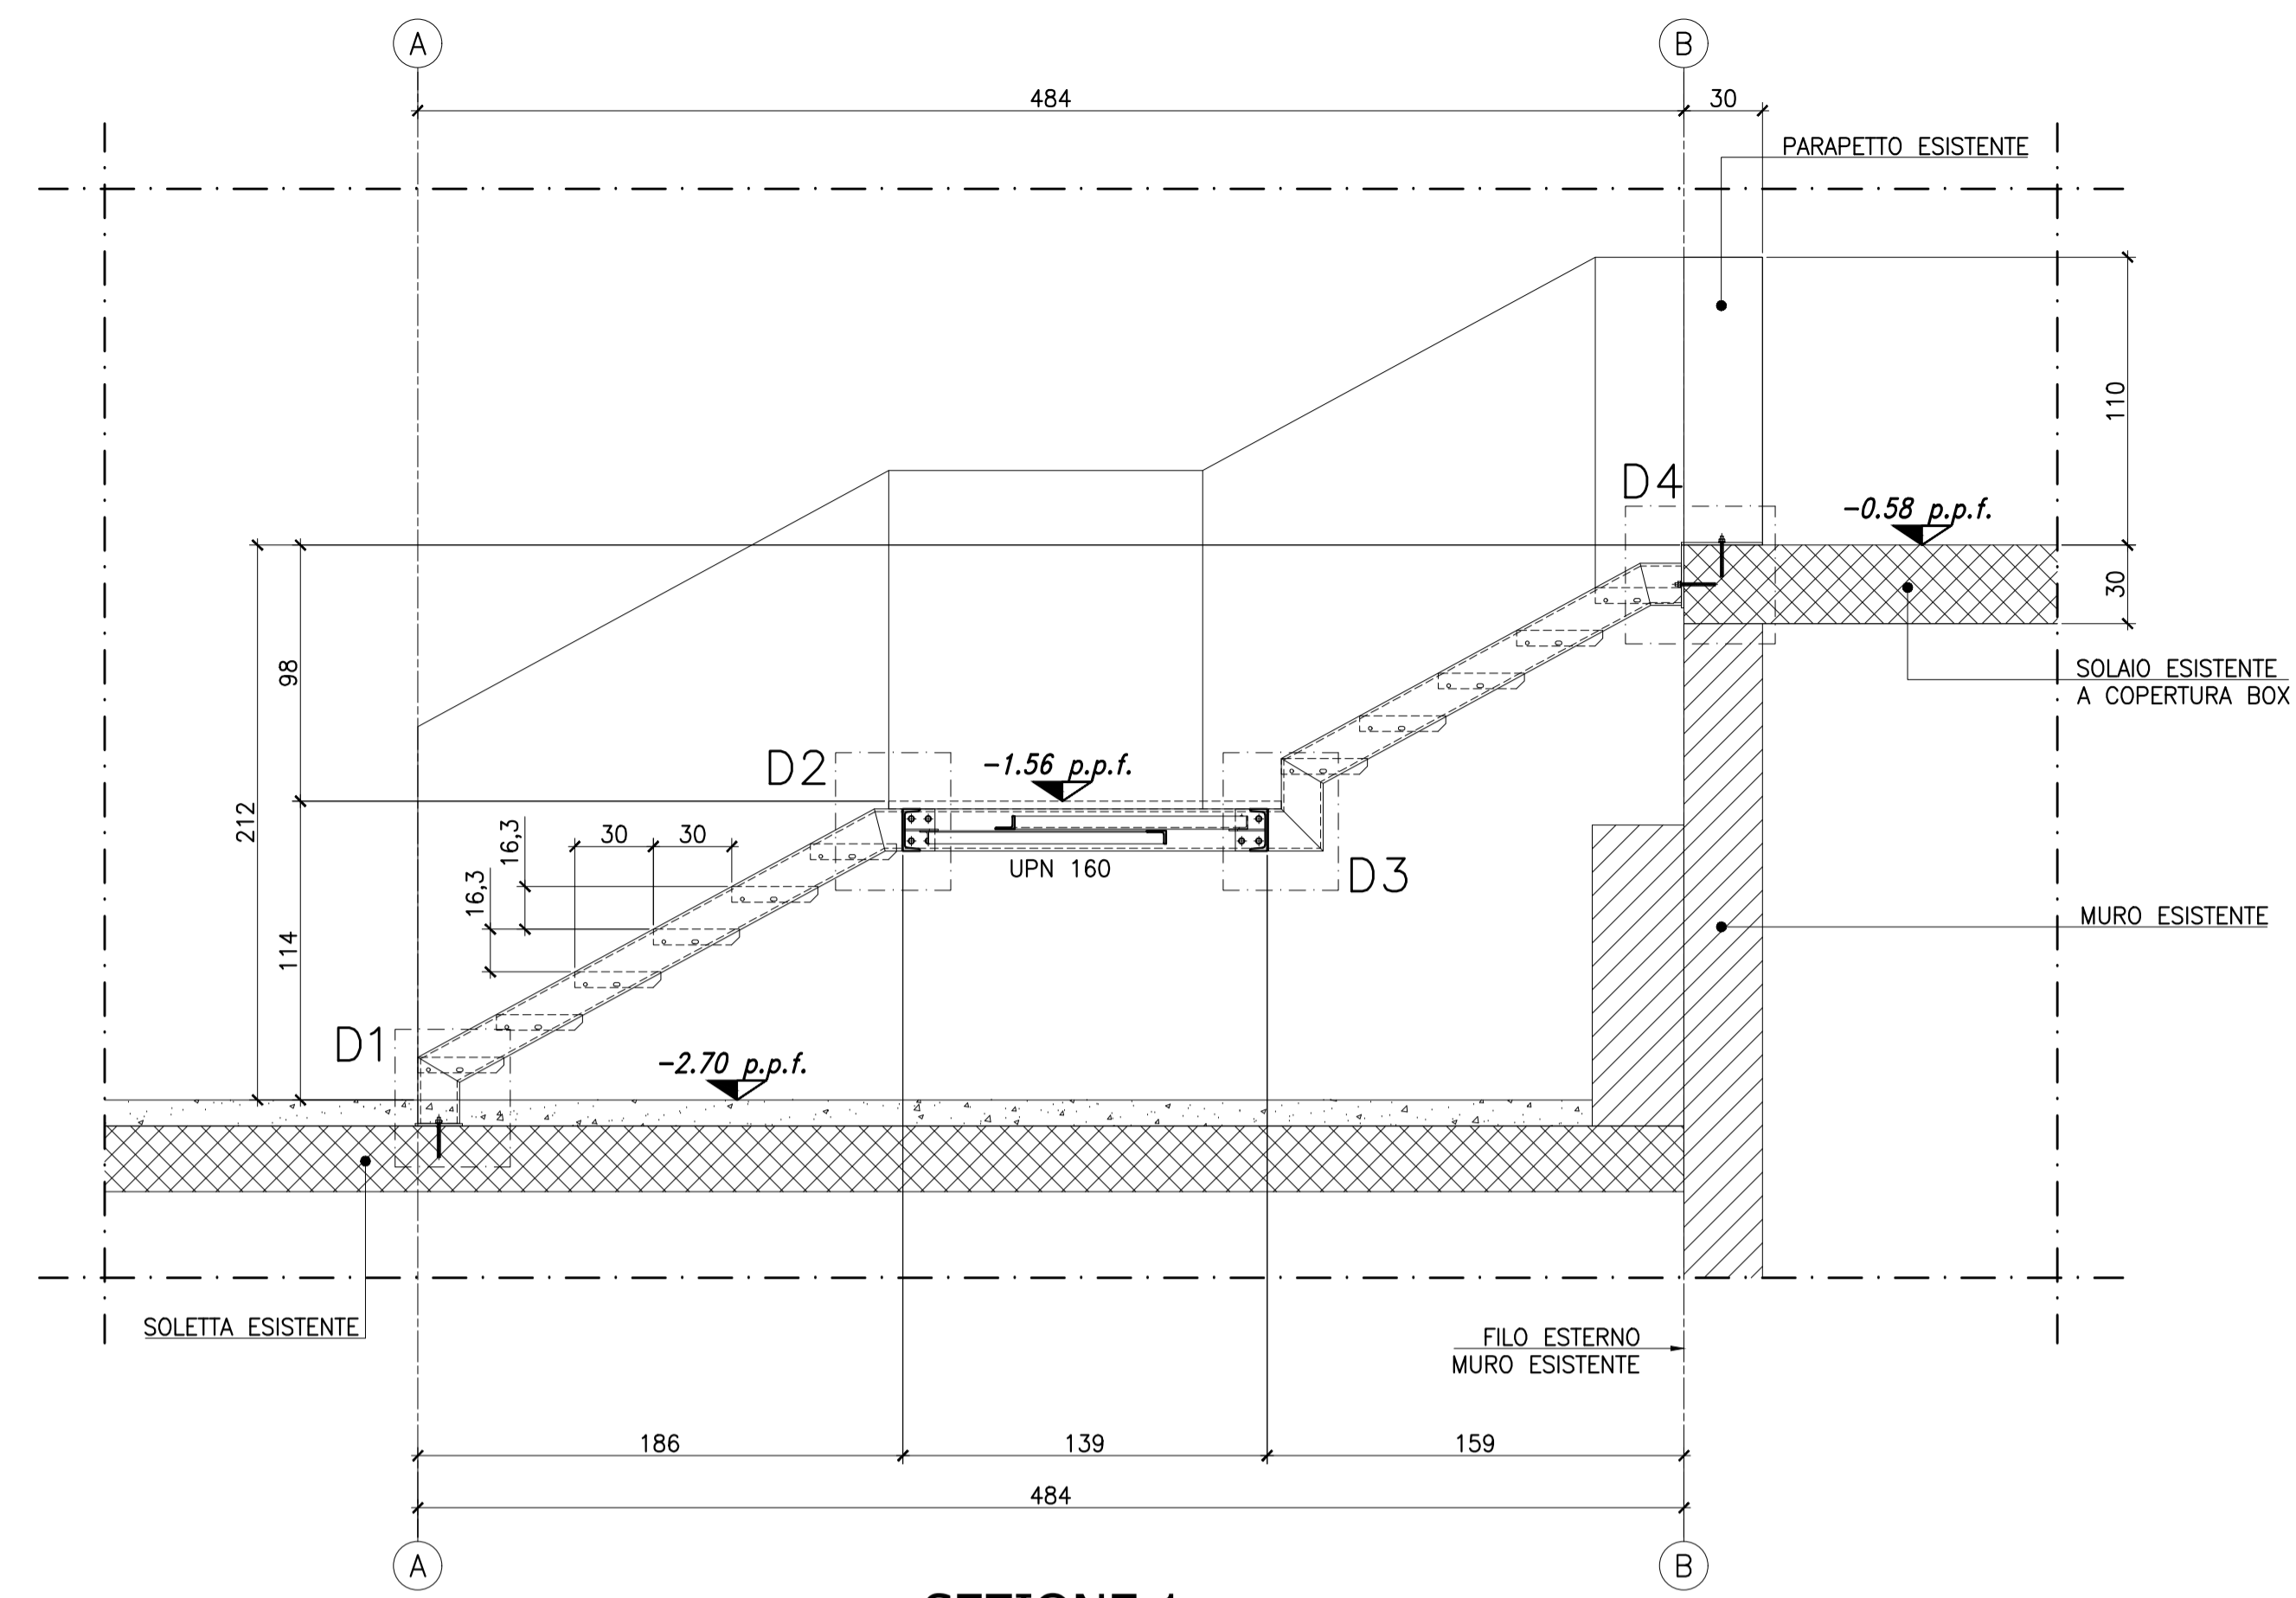 A
B
484
30
PARAPETTO ESISTENTE
110
D4
-0.58 p.p.f.
30
98
SOLAIO ESISTENTE
A COPERTURA BOX
D2
-1.56 p.p.f.
212
16,3
30
30
UPN 160
D3
16,3
MURO ESISTENTE
114
D1
-2.70 p.p.f.
SOLETTA ESISTENTE
FILO ESTERNO
MURO ESISTENTE
186
139
159
484
A
B